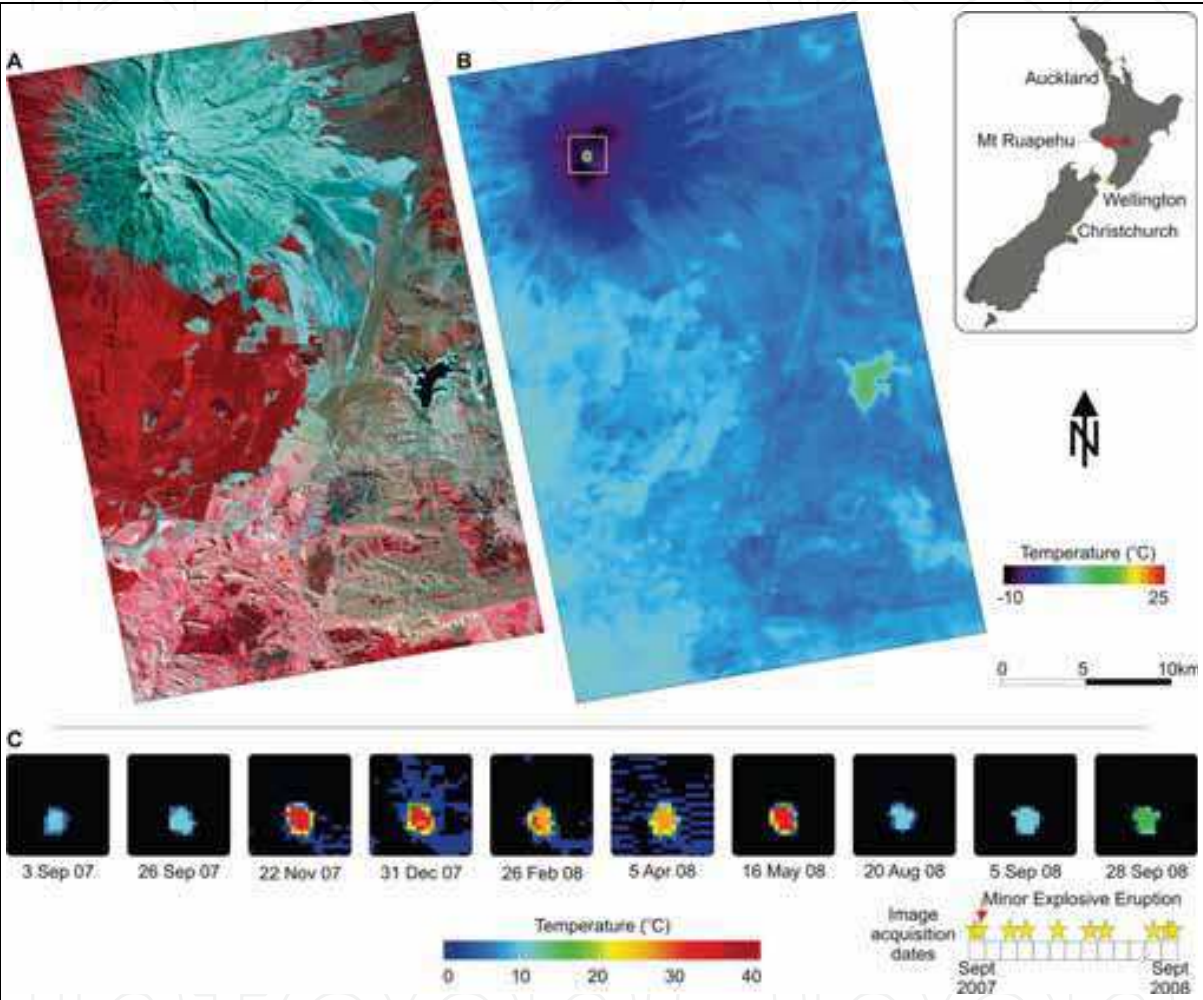 A
B
Auckland
Mt Ruapehu
Wellington
Christchurch
N
Temperature (°C)
-10 25
0 5 10km
C
3 Sep 07 26 Sep 07 22 Nov 07 31 Dec 07 26 Feb 08 5 Apr 08 16 May 08 20 Aug 08 5 Sep 08 28 Sep 08
Temperature (°C)
0 10 20 30 40
Minor Explosive Eruption
Image
acquisition
dates
Sept Sept
2007 2008